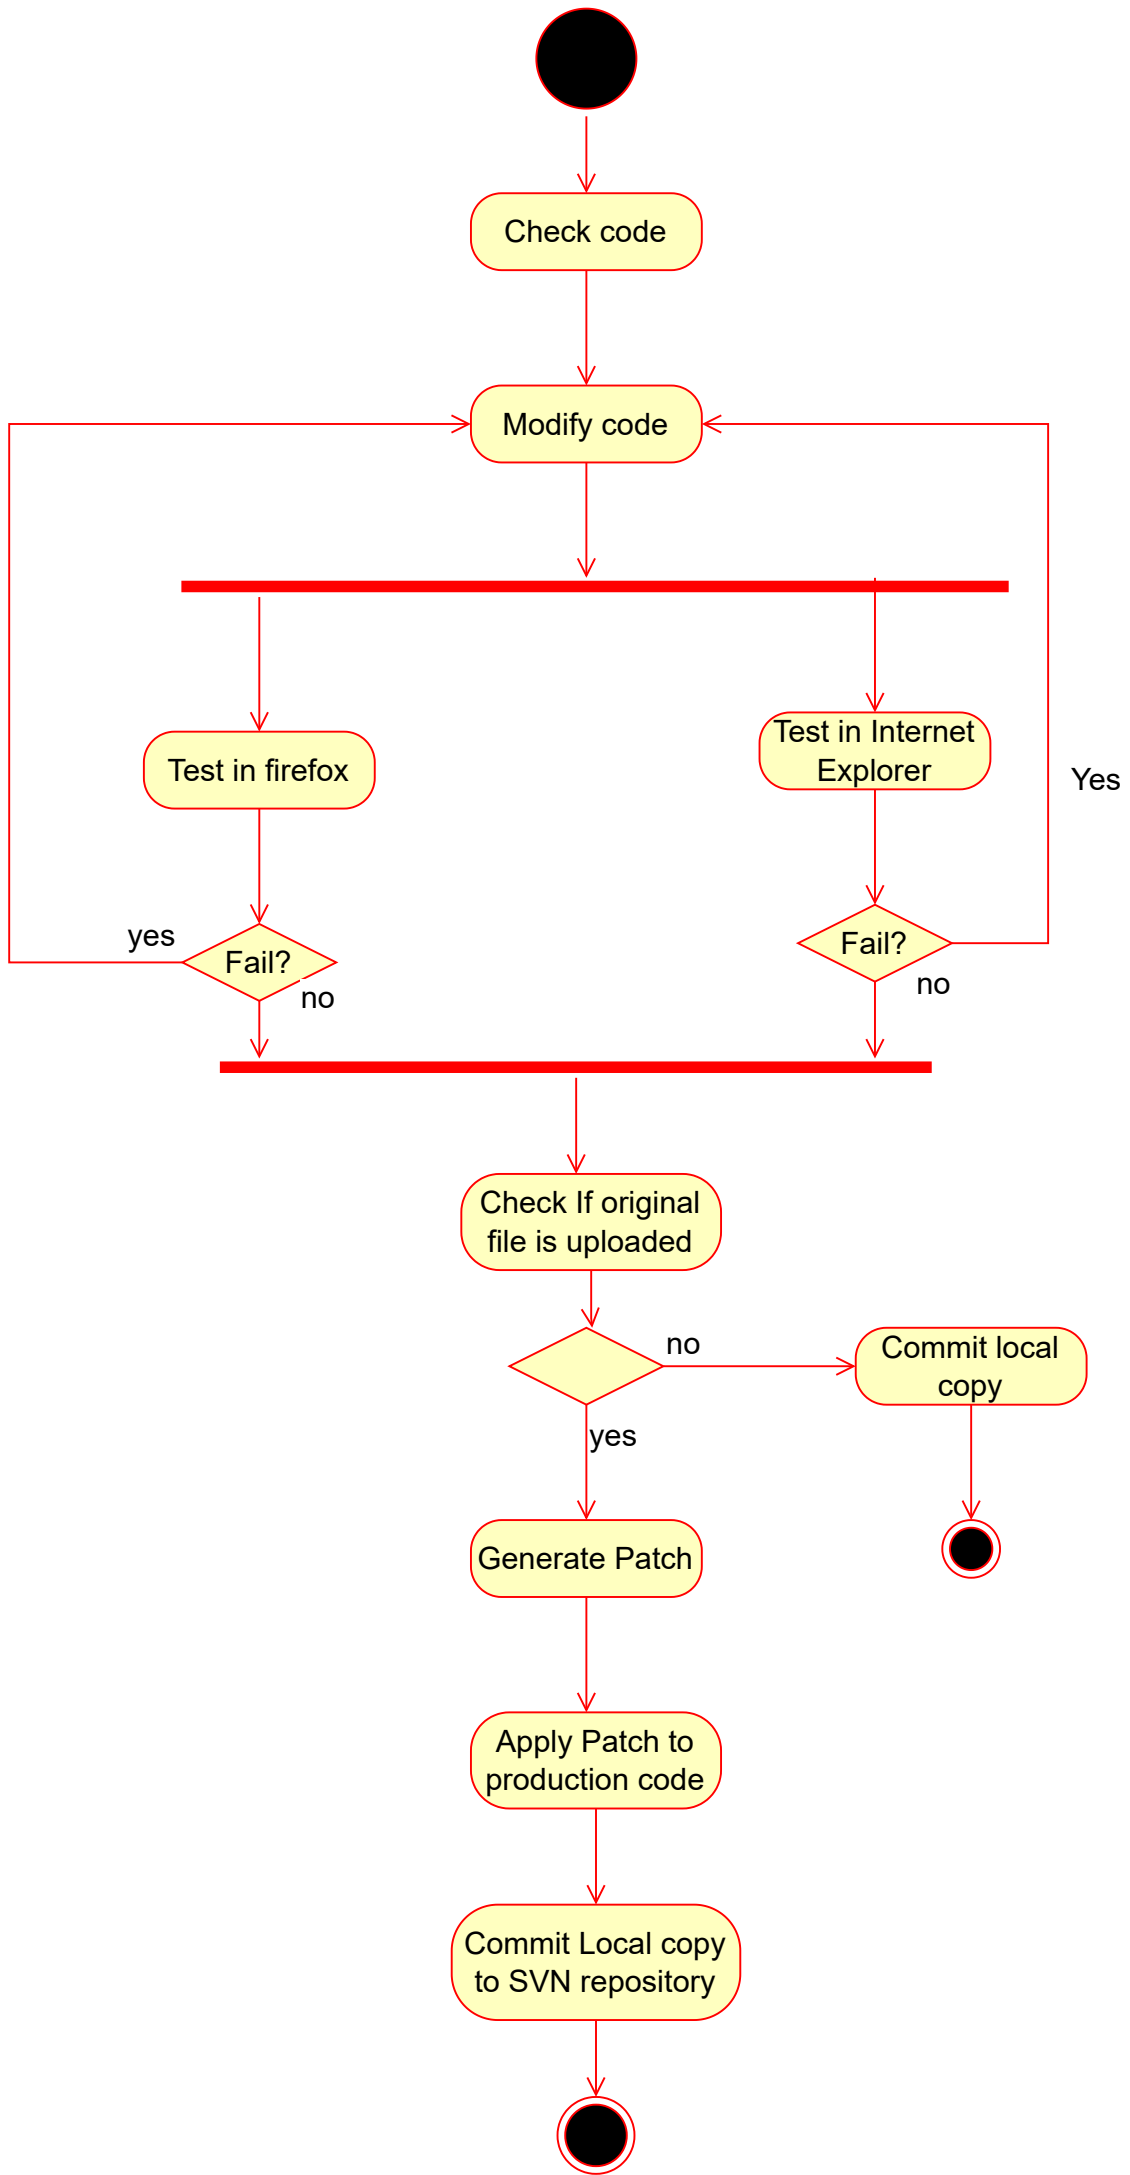 Check code
Modify code
Test in firefox
Test in Internet
Explorer
Yes
yes
Fail?
no
Fail?
no
Check If original
file is uploaded
no
Commit local
copy
yes
Generate Patch
Apply Patch to
production code
Commit Local copy
to SVN repository